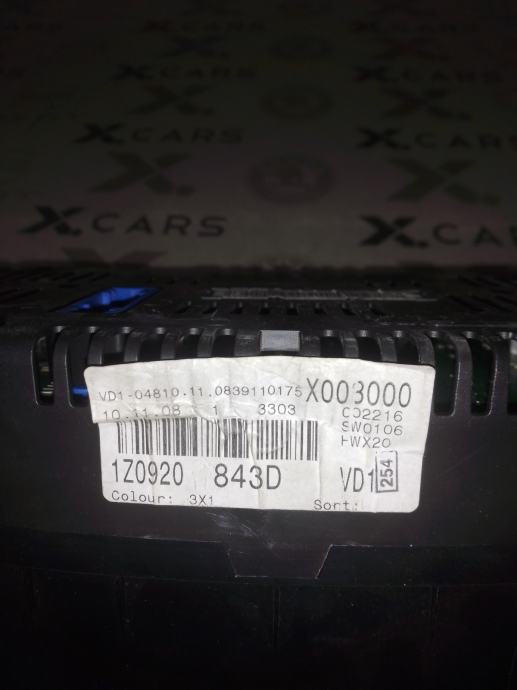 CARS
X.CARS
X.
X.CARS
X.CARS
VD1-04810.11.0839110175 X003000
10.11.08 1 3303 CO2216
SW0106
HWX20
1Z0920 843D VD1 254
Colour: 3X1 Sort: